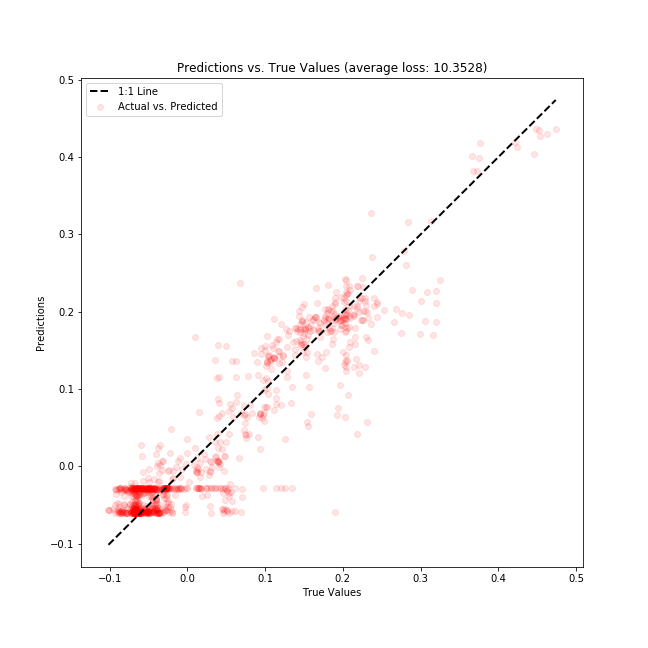 Predictions vs. True Values (average loss: 10.3528)
1:1 Line
Actual vs. Predicted
0.5
0.4
0.3
0.2
0.1
0.0
−0.1
Predictions
−0.1 0.0 0.1 0.2 0.3 0.4 0.5
True Values